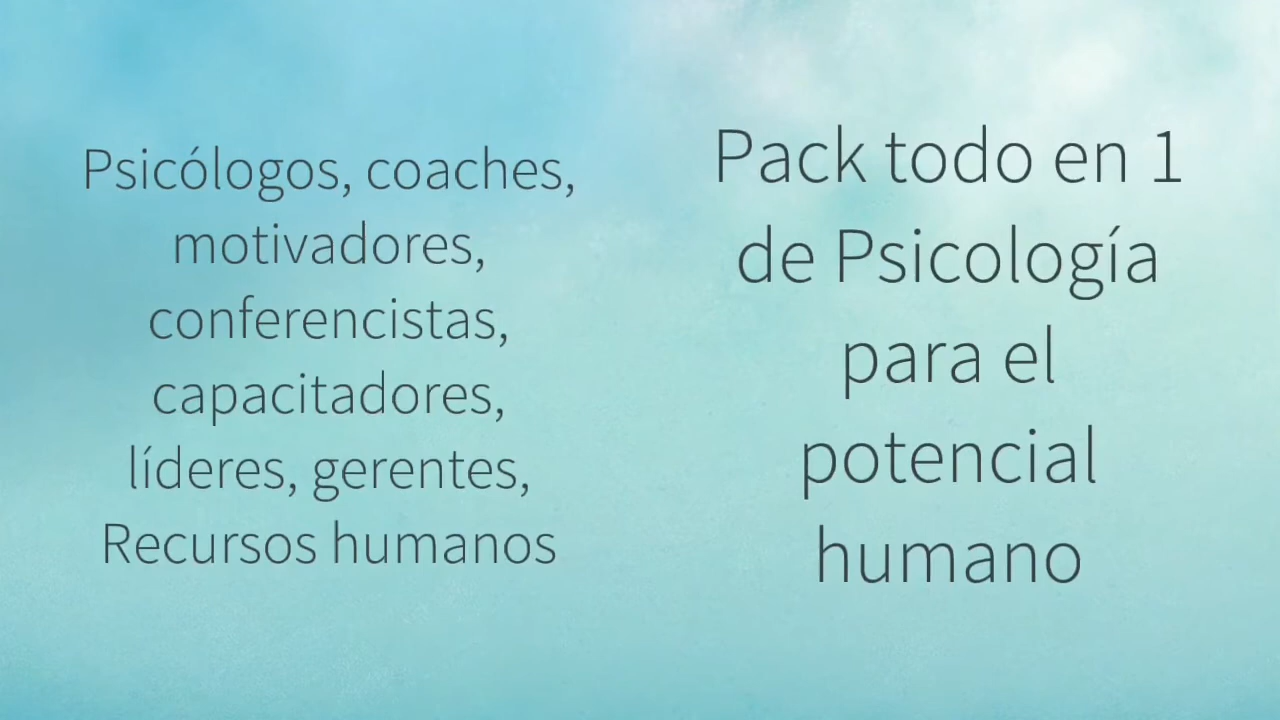 Psicólogos, coaches,
motivadores,
conferencistas,
capacitadores,
líderes, gerentes,
Recursos humanos
Pack todo en 1
de Psicología
para el
potencial
humano